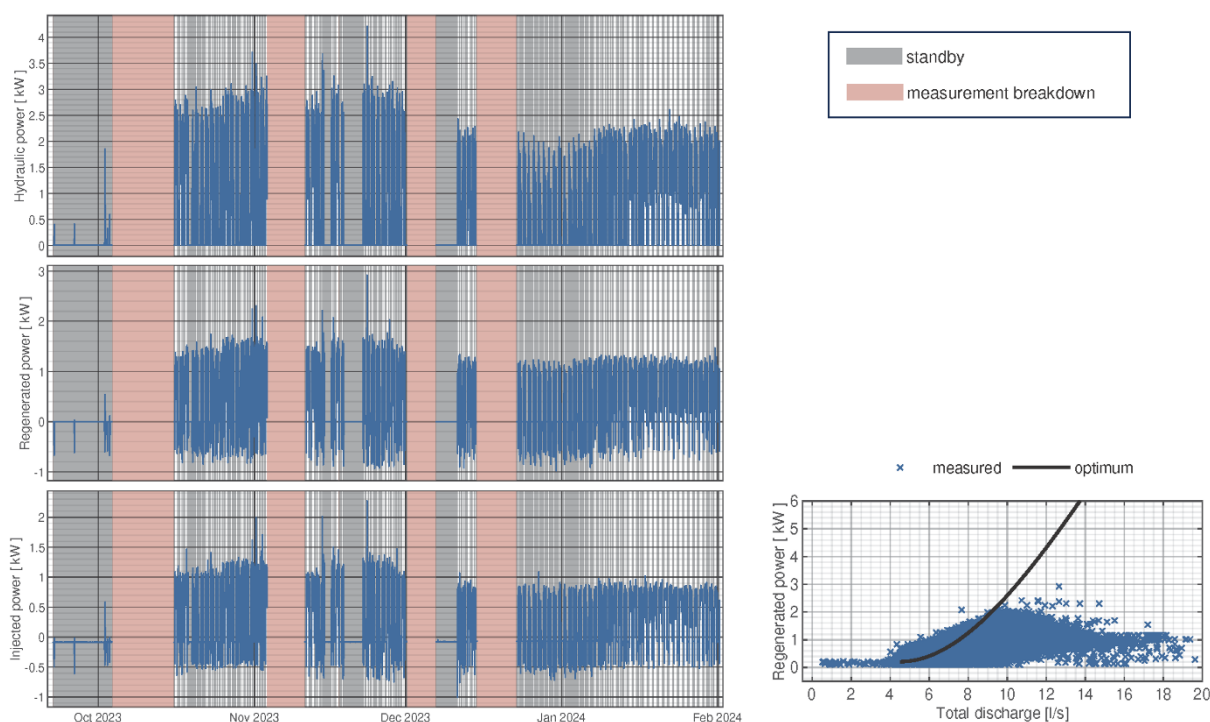 standby
measurement breakdown
Hydraulic power [ kW ]
4
3.5
3
2.5
2
1.5
1
0.5
0
Regenerated power [ kW ]
3
2
1
0
-1
Injected power [ kW ]
2
1.5
1
0.5
0
-0.5
-1
Oct 2023 Nov 2023 Dec 2023 Jan 2024 Feb 2024
measured optimum
Regenerated power [ kW ]
6
5
4
3
2
1
0
0 2 4 6 8 10 12 14 16 18 20
Total discharge [l/s]